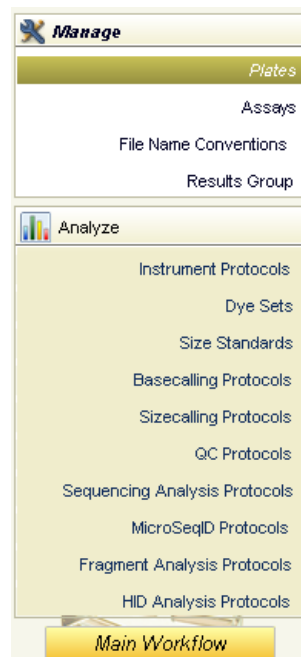 Manage
Plates
Assays
File Name Conventions
Results Group
Analyze
Instrument Protocols
Dye Sets
Size Standards
Basecalling Protocols
Sizecalling Protocols
QC Protocols
Sequencing Analysis Protocols
MicroSeqID Protocols
Fragment Analysis Protocols
HID Analysis Protocols
Main Workflow